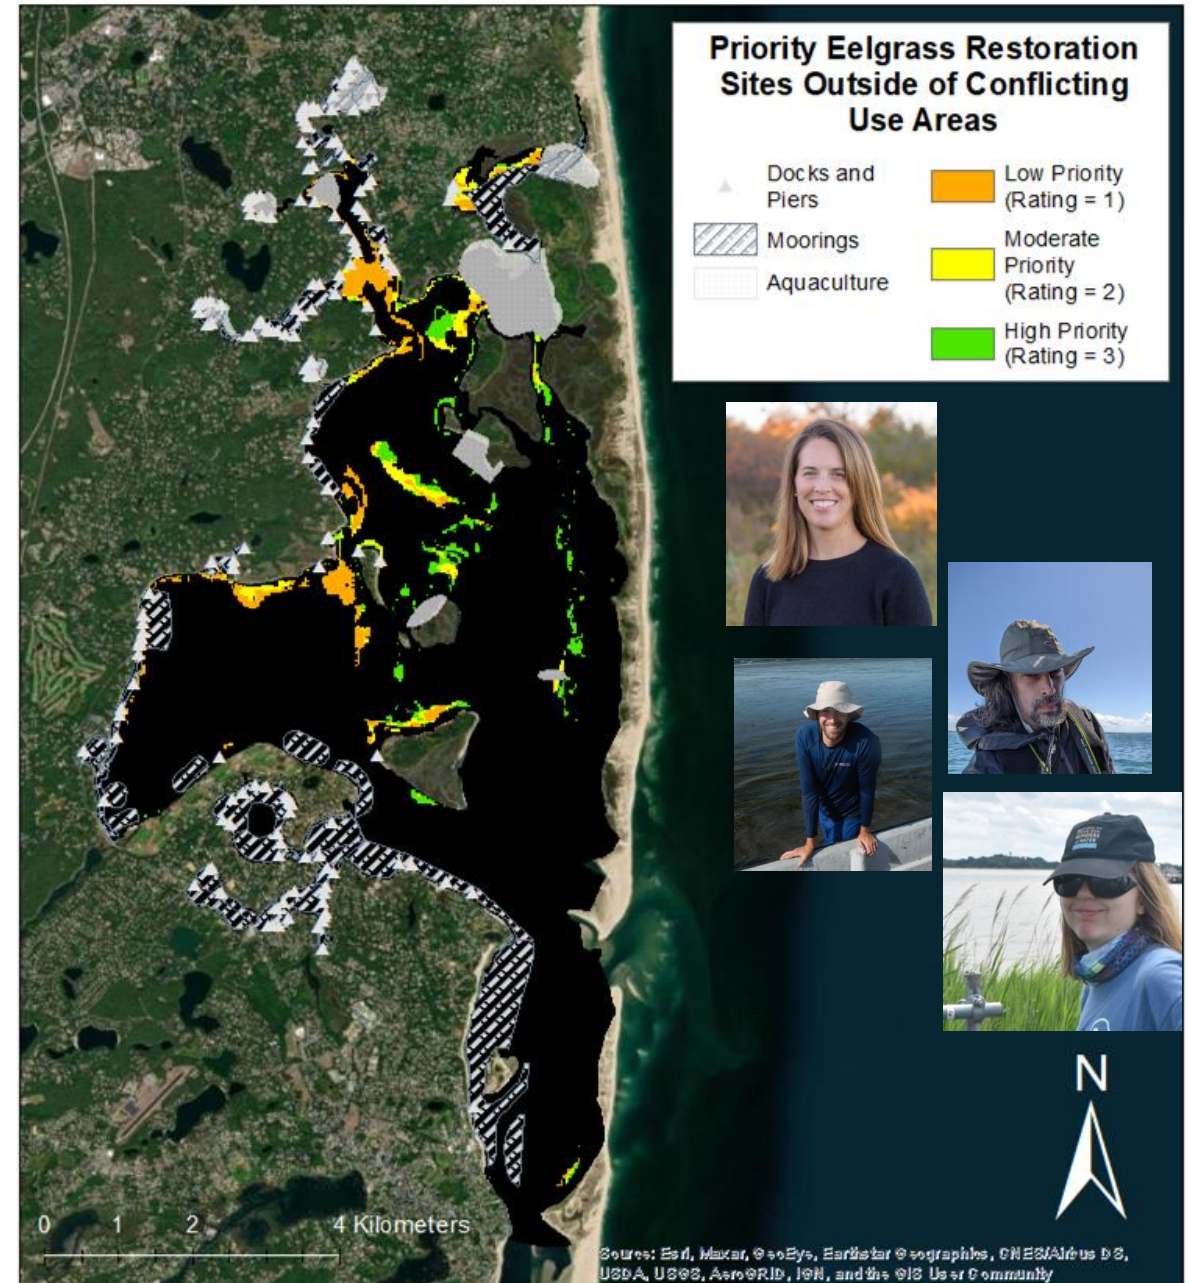 Priority Eelgrass Restoration
Sites Outside of Conflicting
Use Areas
Docks and
Piers
Moorings
Aquaculture
Low Priority
(Rating = 1)
Moderate
Priority
(Rating = 2)
High Priority
(Rating = 3)
N
0 1 2 4 Kilometers
Source: Esri, Maxar, GeoEye, Earthstar Geographics, CNES/Airbus DS,
USDA, USGS, AeroGRID, IGN, and the GIS User Community